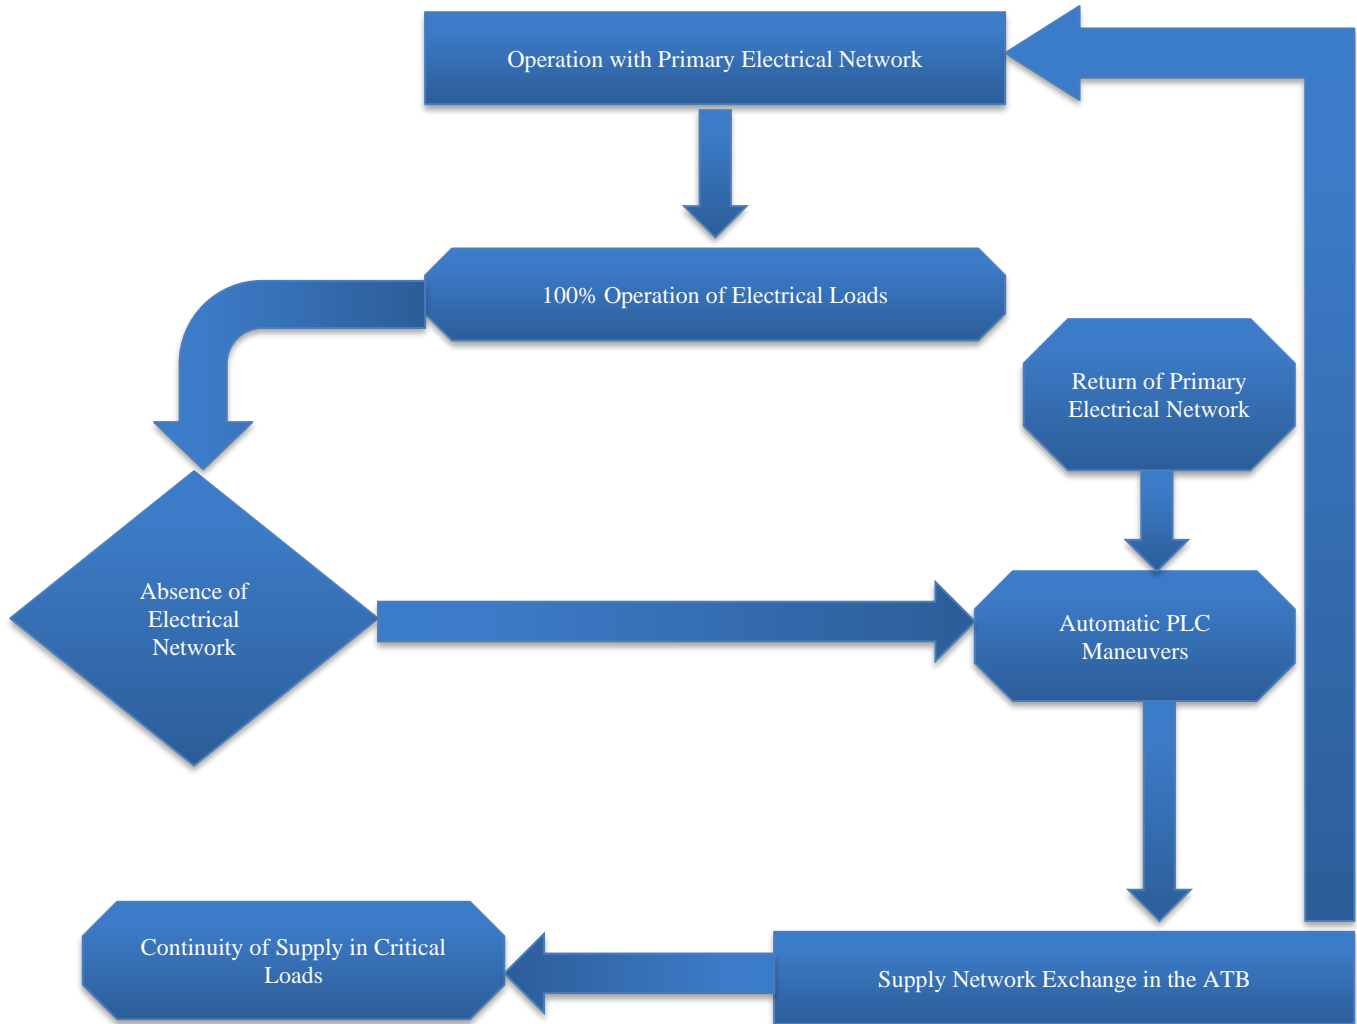 Operation with Primary Electrical Network
100% Operation of Electrical Loads
Return of Primary
Electrical Network
Absence of
Electrical
Network
Automatic PLC
Maneuvers
Continuity of Supply in Critical
Loads
Supply Network Exchange in the ATB